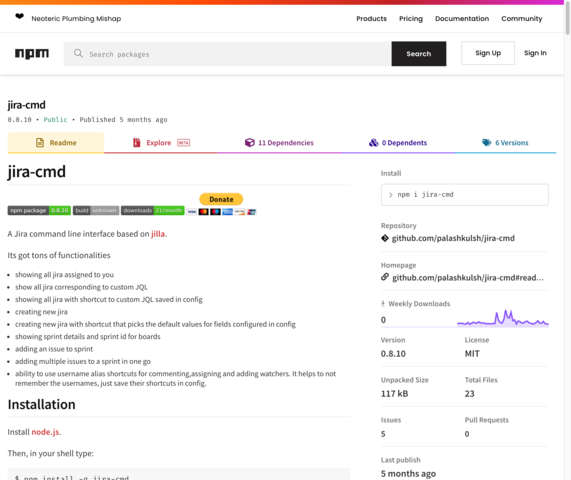 ❤ Neoteric Plumbing Mishap
Products Pricing Documentation Community
npm
Search packages
Search
Sign Up
Sign In
jira-cmd
0.8.10 • Public • Published 5 months ago
Readme
Explore BETA
11 Dependencies
0 Dependents
6 Versions
jira-cmd
Donate
npm package 0.8.10 build unknown downloads 21/month
A Jira command line interface based on jilla.
Its got tons of functionalities
• showing all jira assigned to you
• show all jira corresponding to custom JQL
• showing all jira with shortcut to custom JQL saved in config
• creating new jira
• creating new jira with shortcut that picks the default values for fields configured in config
• showing sprint details and sprint id for boards
• adding an issue to sprint
• adding multiple issues to a sprint in one go
• ability to use username alias shortcuts for commenting,assigning and adding watchers. It helps to not
remember the usernames, just save their shortcuts in config.
Installation
Install node.js.
Then, in your shell type:
$ npm install -g jira-cmd
Install
> npm i jira-cmd
Repository
github.com/palashkulsh/jira-cmd
Homepage
github.com/palashkulsh/jira-cmd#read...
Weekly Downloads
0
Version
0.8.10
License
MIT
Unpacked Size
117 kB
Total Files
23
Issues
5
Pull Requests
0
Last publish
5 months ago